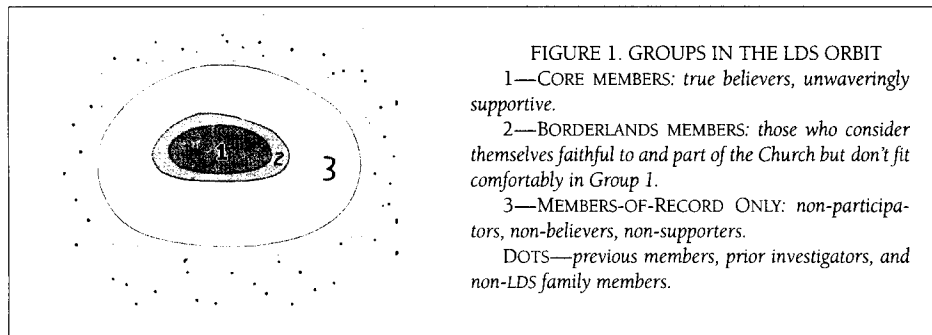 1
2
3
FIGURE 1. GROUPS IN THE LDS ORBIT
1—CORE MEMBERS: true believers, unwaveringly
supportive.
2—BORDERLANDS MEMBERS: those who consider
themselves faithful to and part of the Church but don't fit
comfortably in Group 1.
3—MEMBERS-OF-RECORD ONLY: non-participa-
tors, non-believers, non-supporters.
DOTS—previous members, prior investigators, and
non-LDS family members.